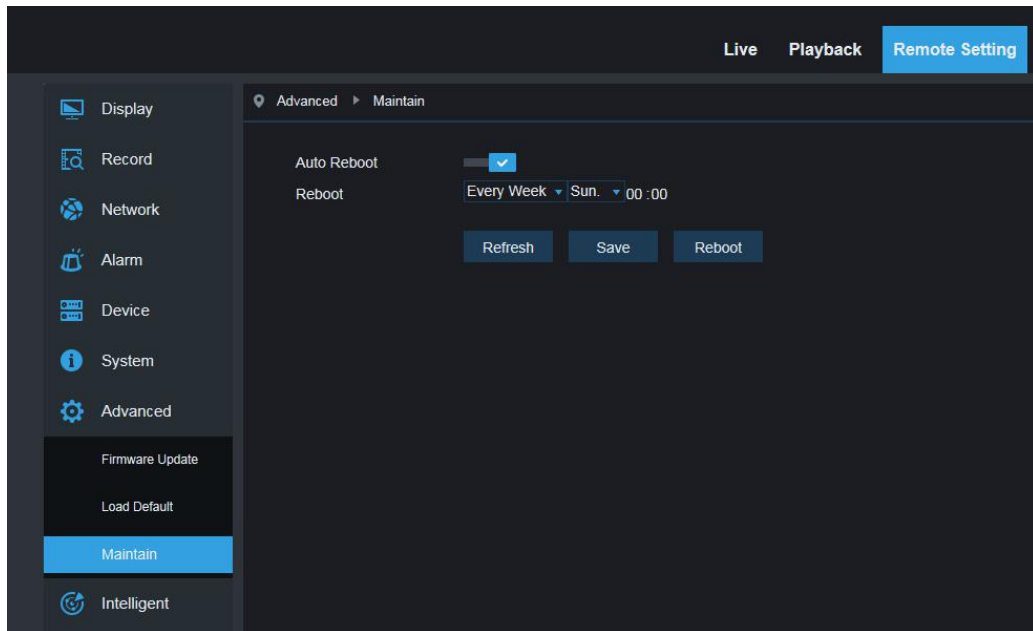 Live Playback Remote Setting
Display
Record
Network
Alarm
Device
System
Advanced
Firmware Update
Load Default
Maintain
Intelligent
Advanced Maintain
Auto Reboot
Reboot Every Week Sun. 00 :00
Refresh Save Reboot